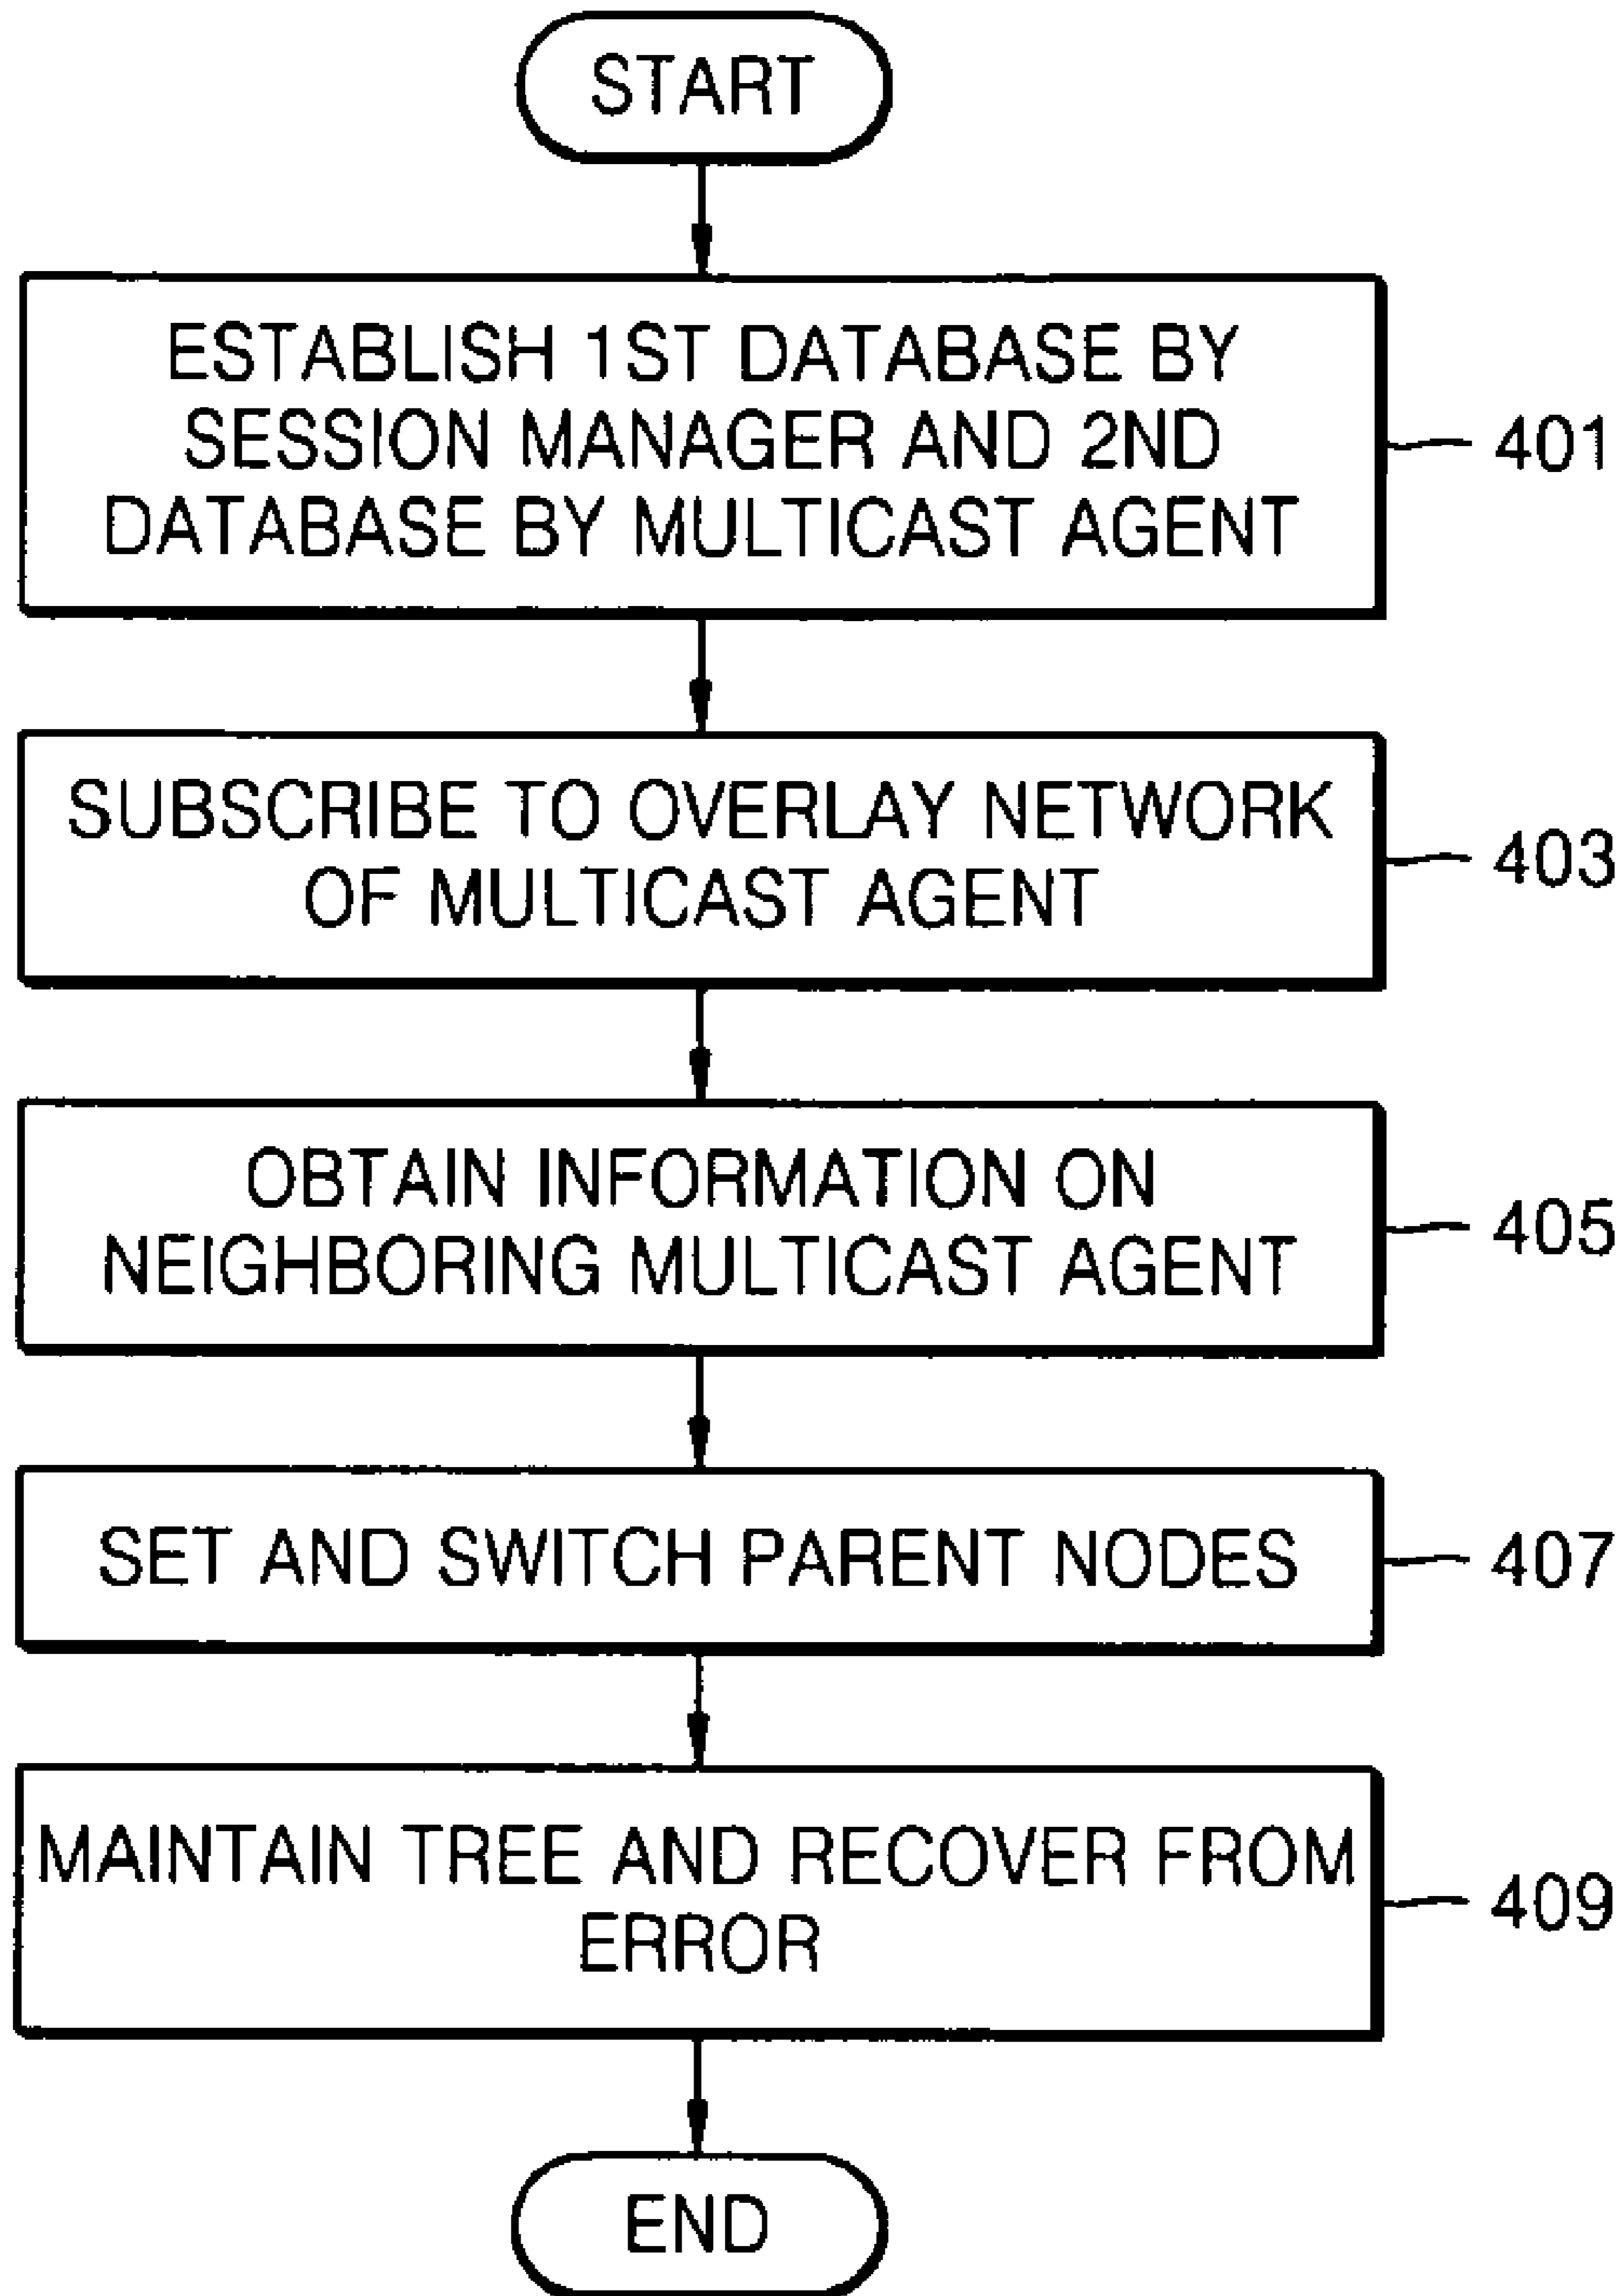 START
ESTABLISH 1ST DATABASE BY
SESSION MANAGER AND 2ND
DATABASE BY MULTICAST AGENT
401
SUBSCRIBE TO OVERLAY NETWORK
OF MULTICAST AGENT
403
OBTAIN INFORMATION ON
NEIGHBORING MULTICAST AGENT
405
SET AND SWITCH PARENT NODES
407
MAINTAIN TREE AND RECOVER FROM
ERROR
409
END